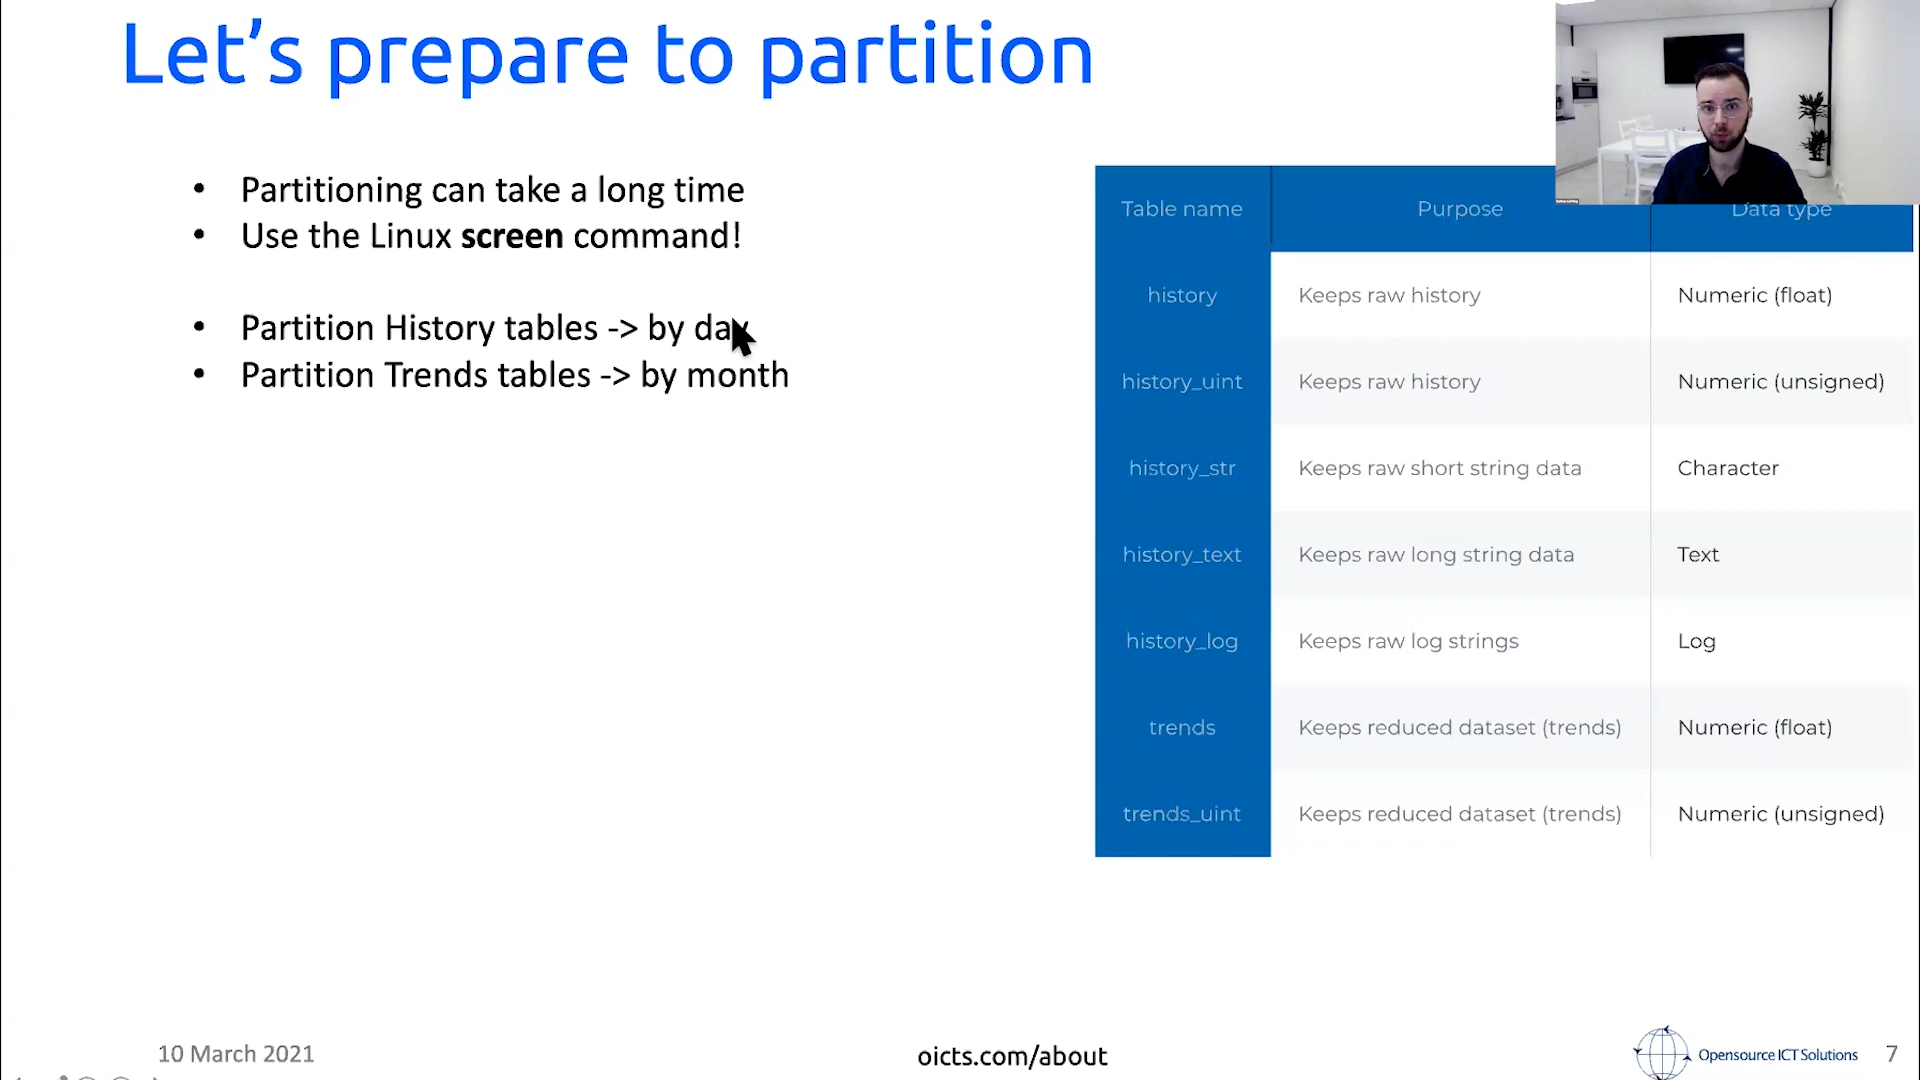 Let's prepare to partition
• Partitioning can take a long time
• Use the Linux screen command!
• Partition History tables -> by day
• Partition Trends tables -> by month
Table name Purpose Data type
history Keeps raw history Numeric (float)
history_uint Keeps raw history Numeric (unsigned)
history_str Keeps raw short string data Character
history_text Keeps raw long string data Text
history_log Keeps raw log strings Log
trends Keeps reduced dataset (trends) Numeric (float)
trends_uint Keeps reduced dataset (trends) Numeric (unsigned)
10 March 2021
oicts.com/about
Opensource ICT Solutions
7